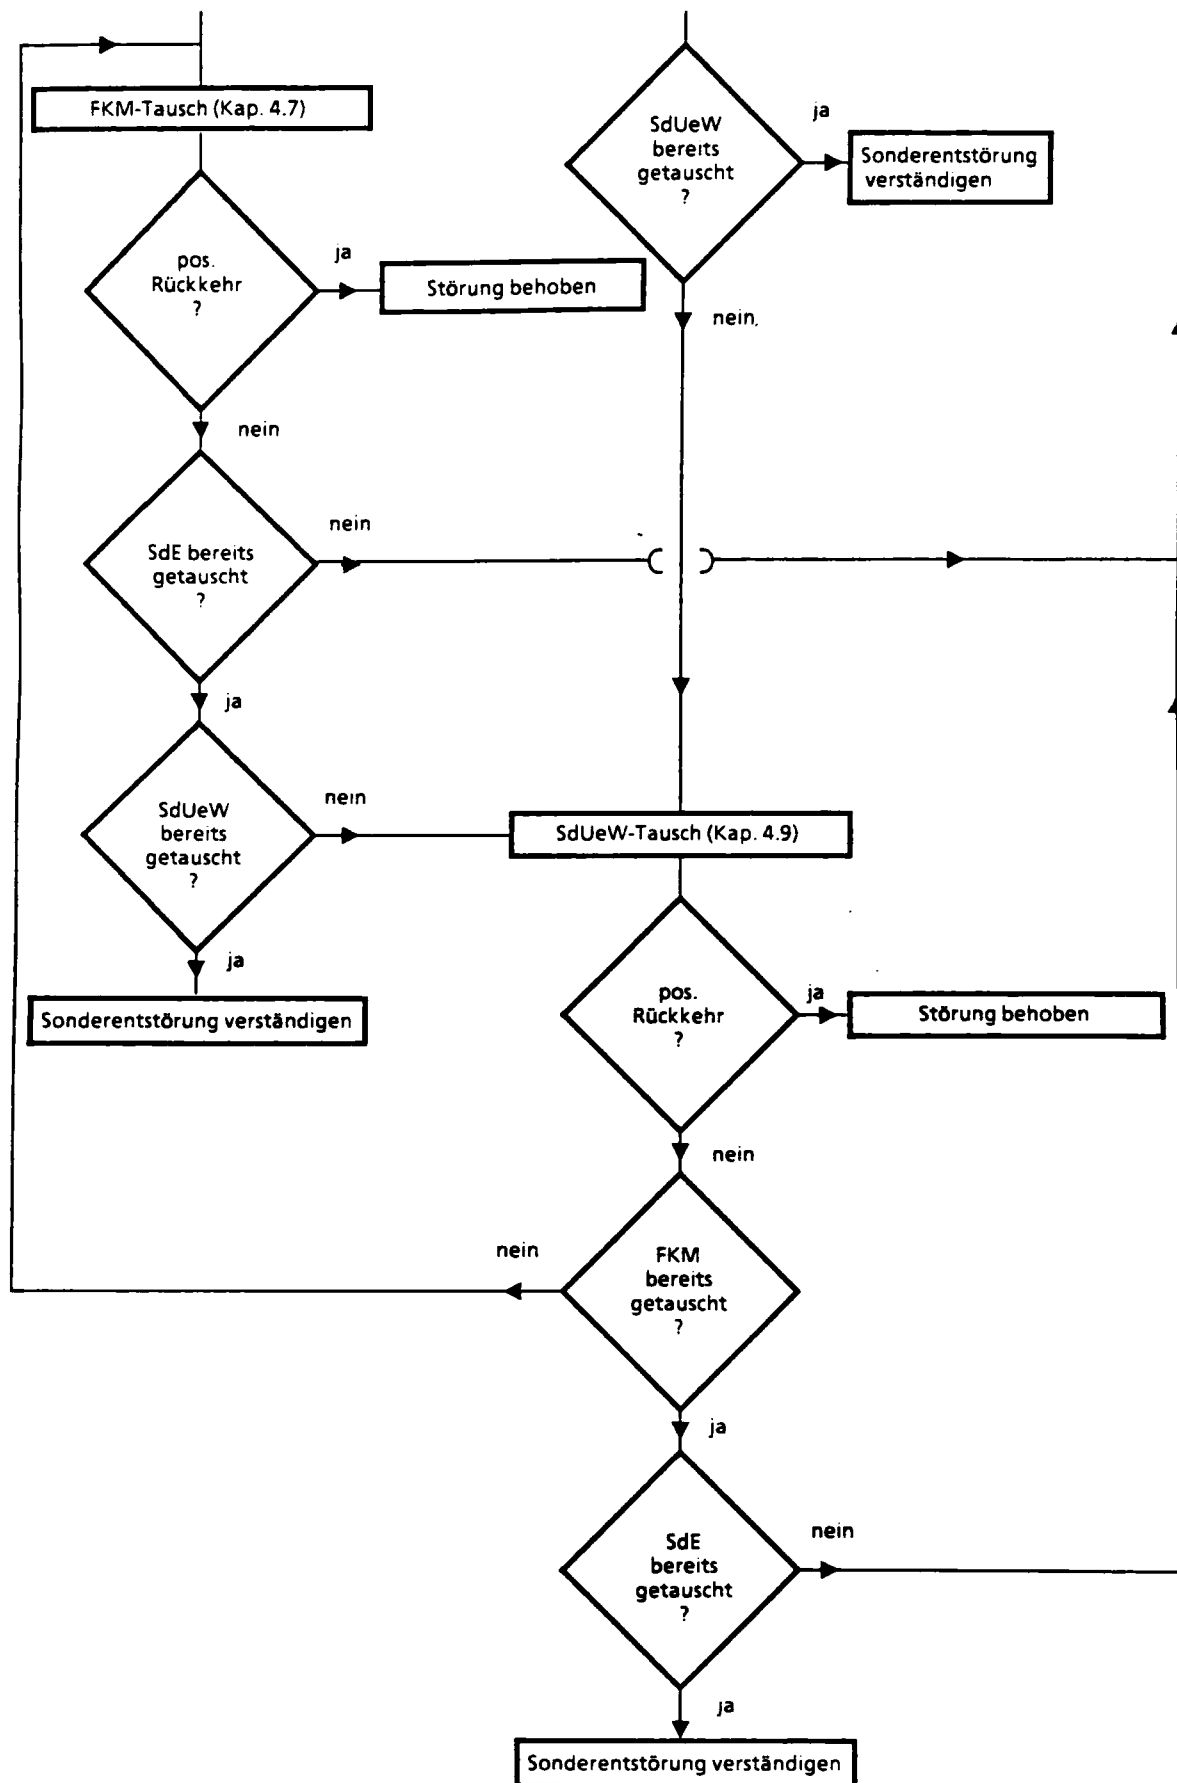 FKM-Tausch (Kap. 4.7)
pos.
Rückkehr
?
ja
Störung behoben
nein
SdE bereits
getauscht
?
nein
ja
SdUeW
bereits
getauscht
?
nein
ja
Sonderentstörung verständigen
SdUeW
bereits
getauscht
?
ja
Sonderentstörung
verständigen
nein
SdUeW-Tausch (Kap. 4.9)
pos.
Rückkehr
?
ja
Störung behoben
nein
FKM
bereits
getauscht
?
nein
ja
SdE
bereits
getauscht
?
nein
ja
Sonderentstörung verständigen